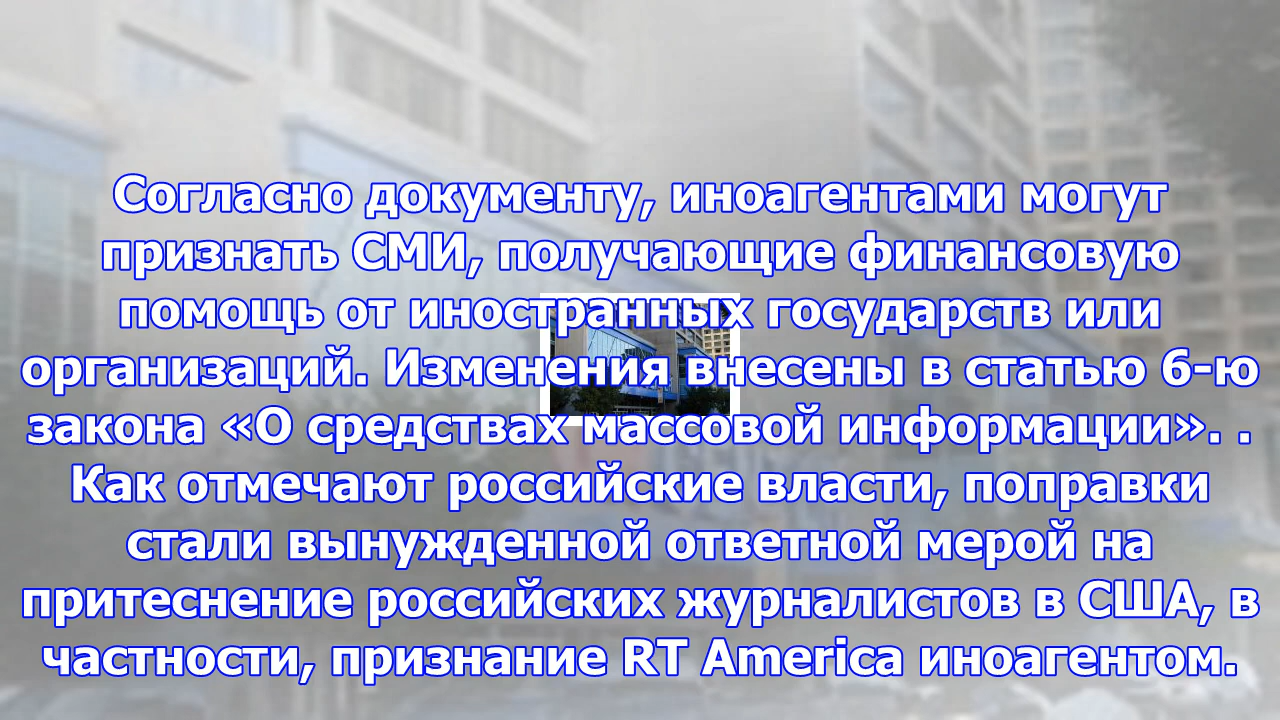 Согласно документу, иноагентами могут
признать СМИ, получающие финансовую
помощь от иностранных государств или
организаций. Изменения внесены в статью 6-ю
закона «О средствах массовой информации». .
Как отмечают российские власти, поправки
стали вынужденной ответной мерой на
притеснение российских журналистов в США, в
частности, признание RT America иноагентом.